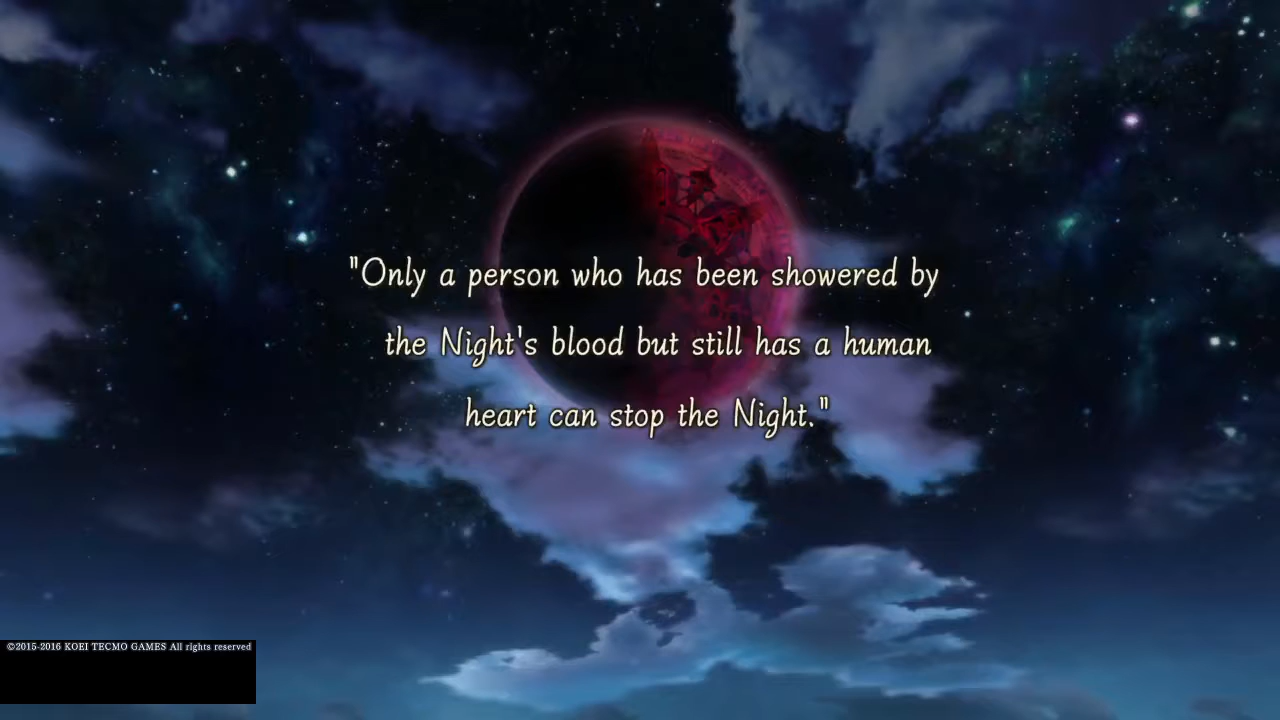 "Only a person who has been showered by
the Night's blood but still has a human
heart can stop the Night."
©2015-2016 KOEI TECMO GAMES All rights reserved